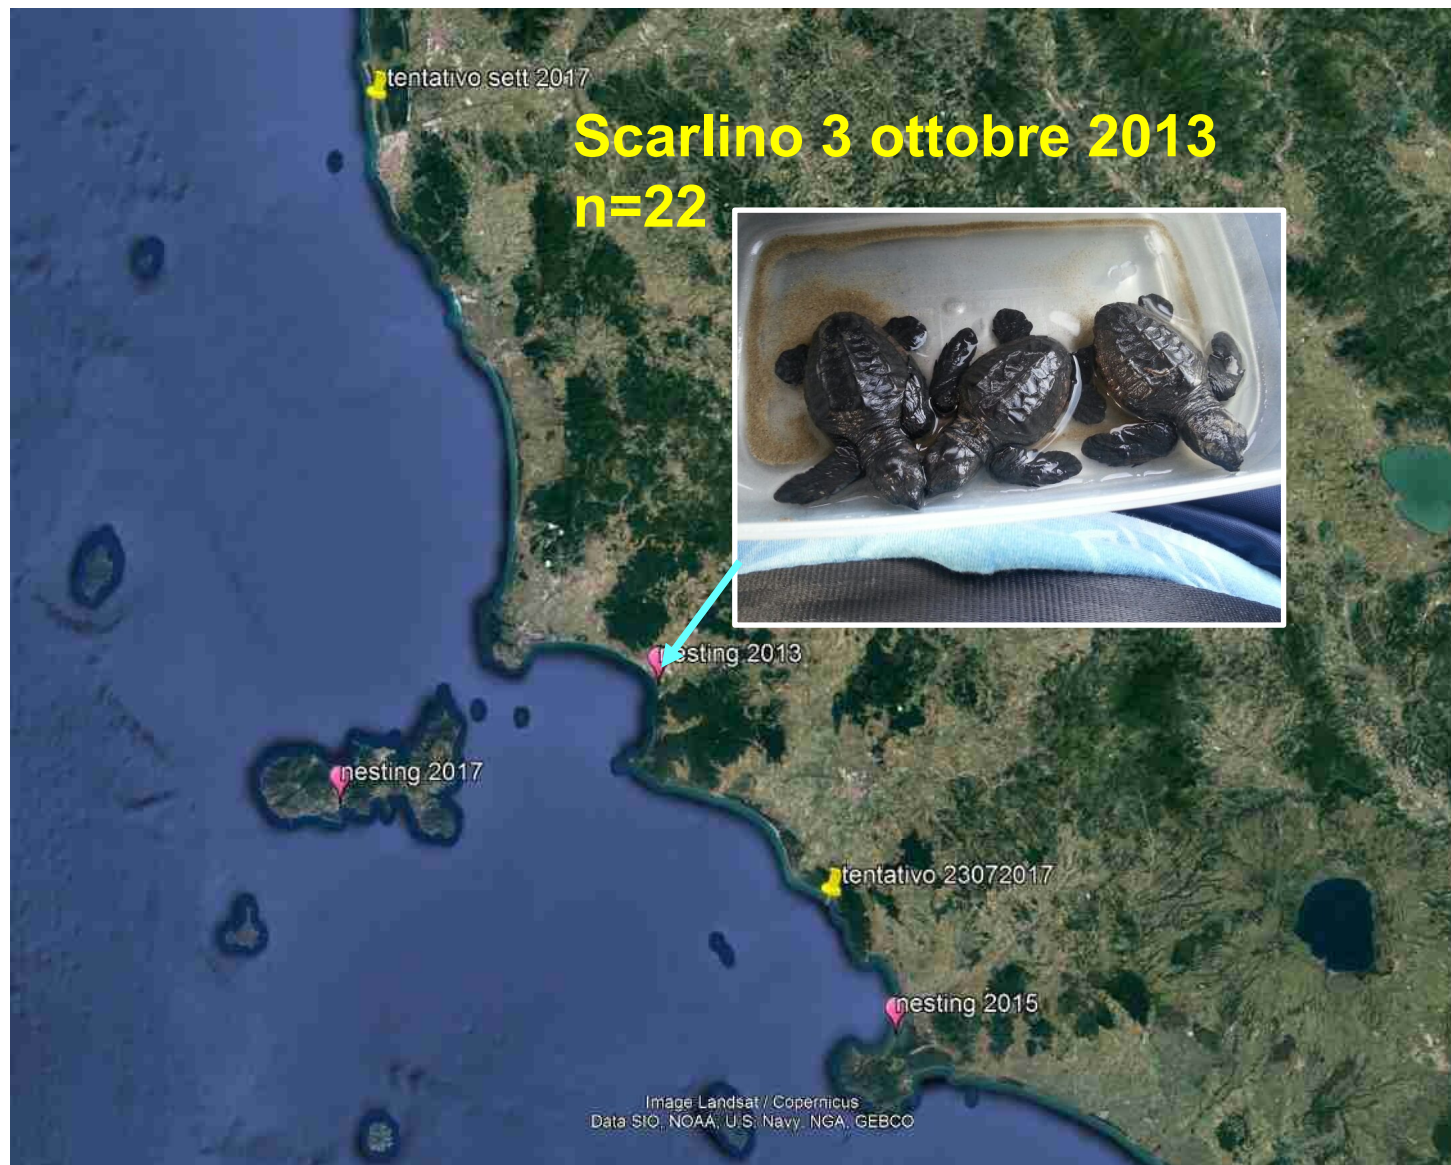 tentativo sett 2017
Scarlino 3 ottobre 2013
n=22
nesting 2013
nesting 2017
tentativo 23072017
nesting 2015
Image Landsat / Copernicus
Data SIO, NOAA, U.S. Navy, NGA, GEBCO